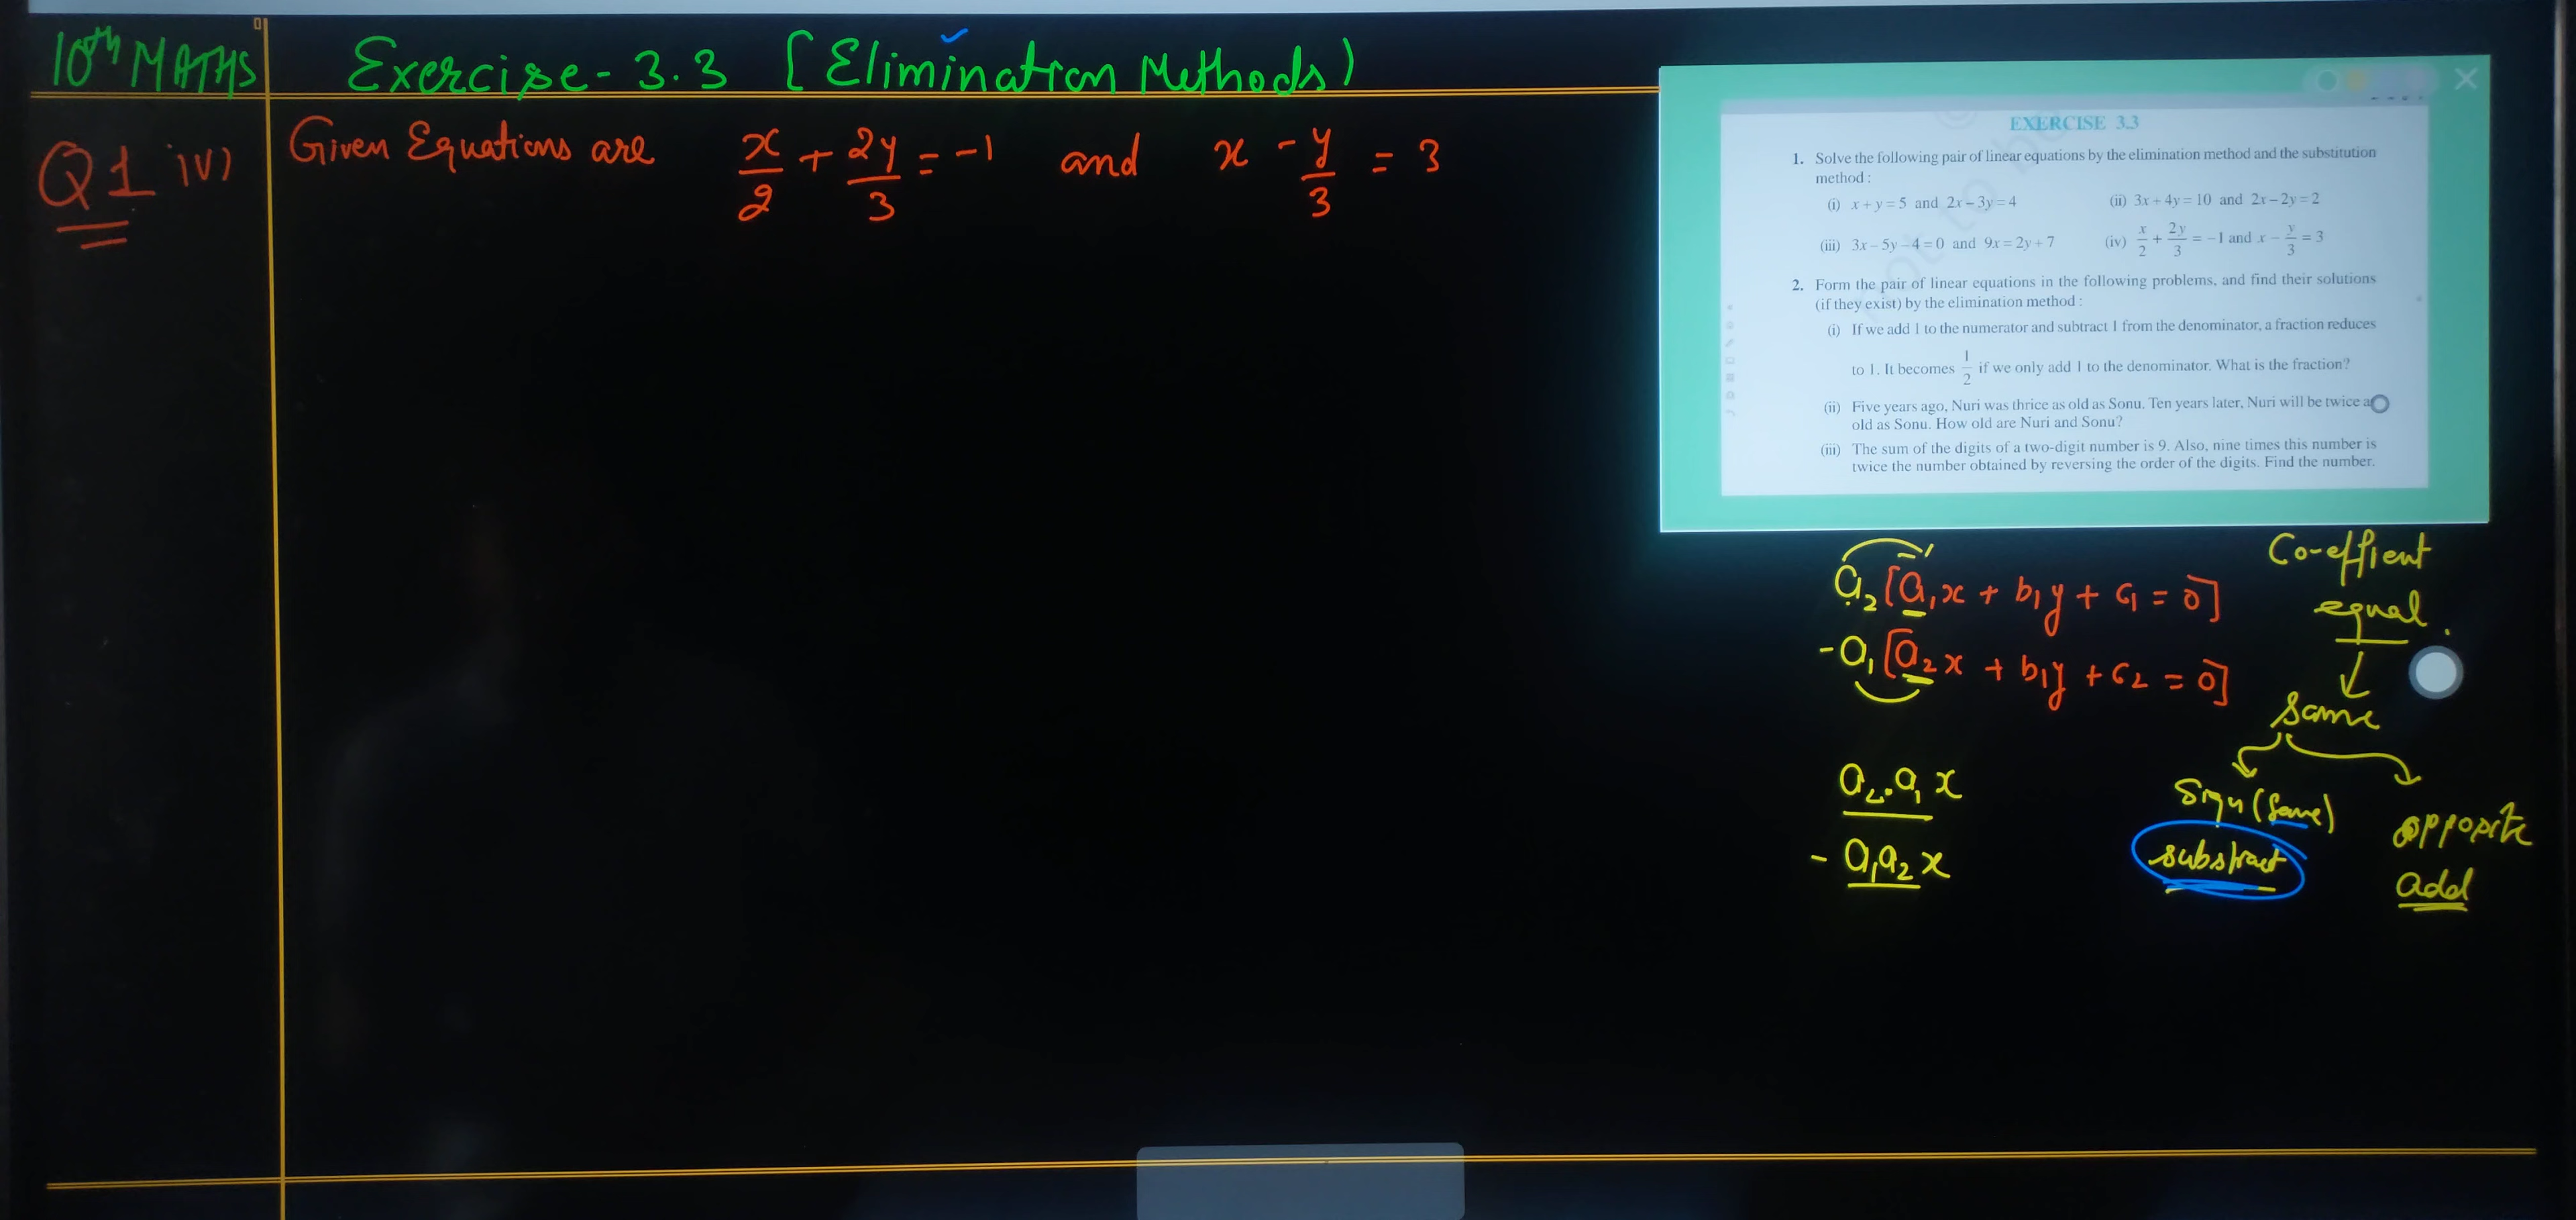 10th MATHS
Exercise-3.3 [Elimination Methods)
Q1 iv)
Given Equations are x/2 + 2y/3 = -1 and x - y/3 = 3
EXERCISE 3.3
1. Solve the following pair of linear equations by the elimination method and the substitution
method :
(i) x + y = 5 and 2x – 3y = 4 (ii) 3x + 4y = 10 and 2x – 2y = 2
(iii) 3x – 5y – 4 = 0 and 9x = 2y + 7 (iv) x/2 + 2y/3 = –1 and x – y/3 = 3
2. Form the pair of linear equations in the following problems, and find their solutions
(if they exist) by the elimination method :
(i) If we add 1 to the numerator and subtract 1 from the denominator, a fraction reduces
to 1. It becomes 1/2 if we only add 1 to the denominator. What is the fraction?
(ii) Five years ago, Nuri was thrice as old as Sonu. Ten years later, Nuri will be twice as
old as Sonu. How old are Nuri and Sonu?
(iii) The sum of the digits of a two-digit number is 9. Also, nine times this number is
twice the number obtained by reversing the order of the digits. Find the number.
a₂[a₁x + b₁y + c₁ = 0]
-a₁[a₂x + b₁y + c₂ = 0]
a₂.a₁x
- a₁a₂x
Co-effient
equal.
Same
Sign (Same)
substract
opposite
add